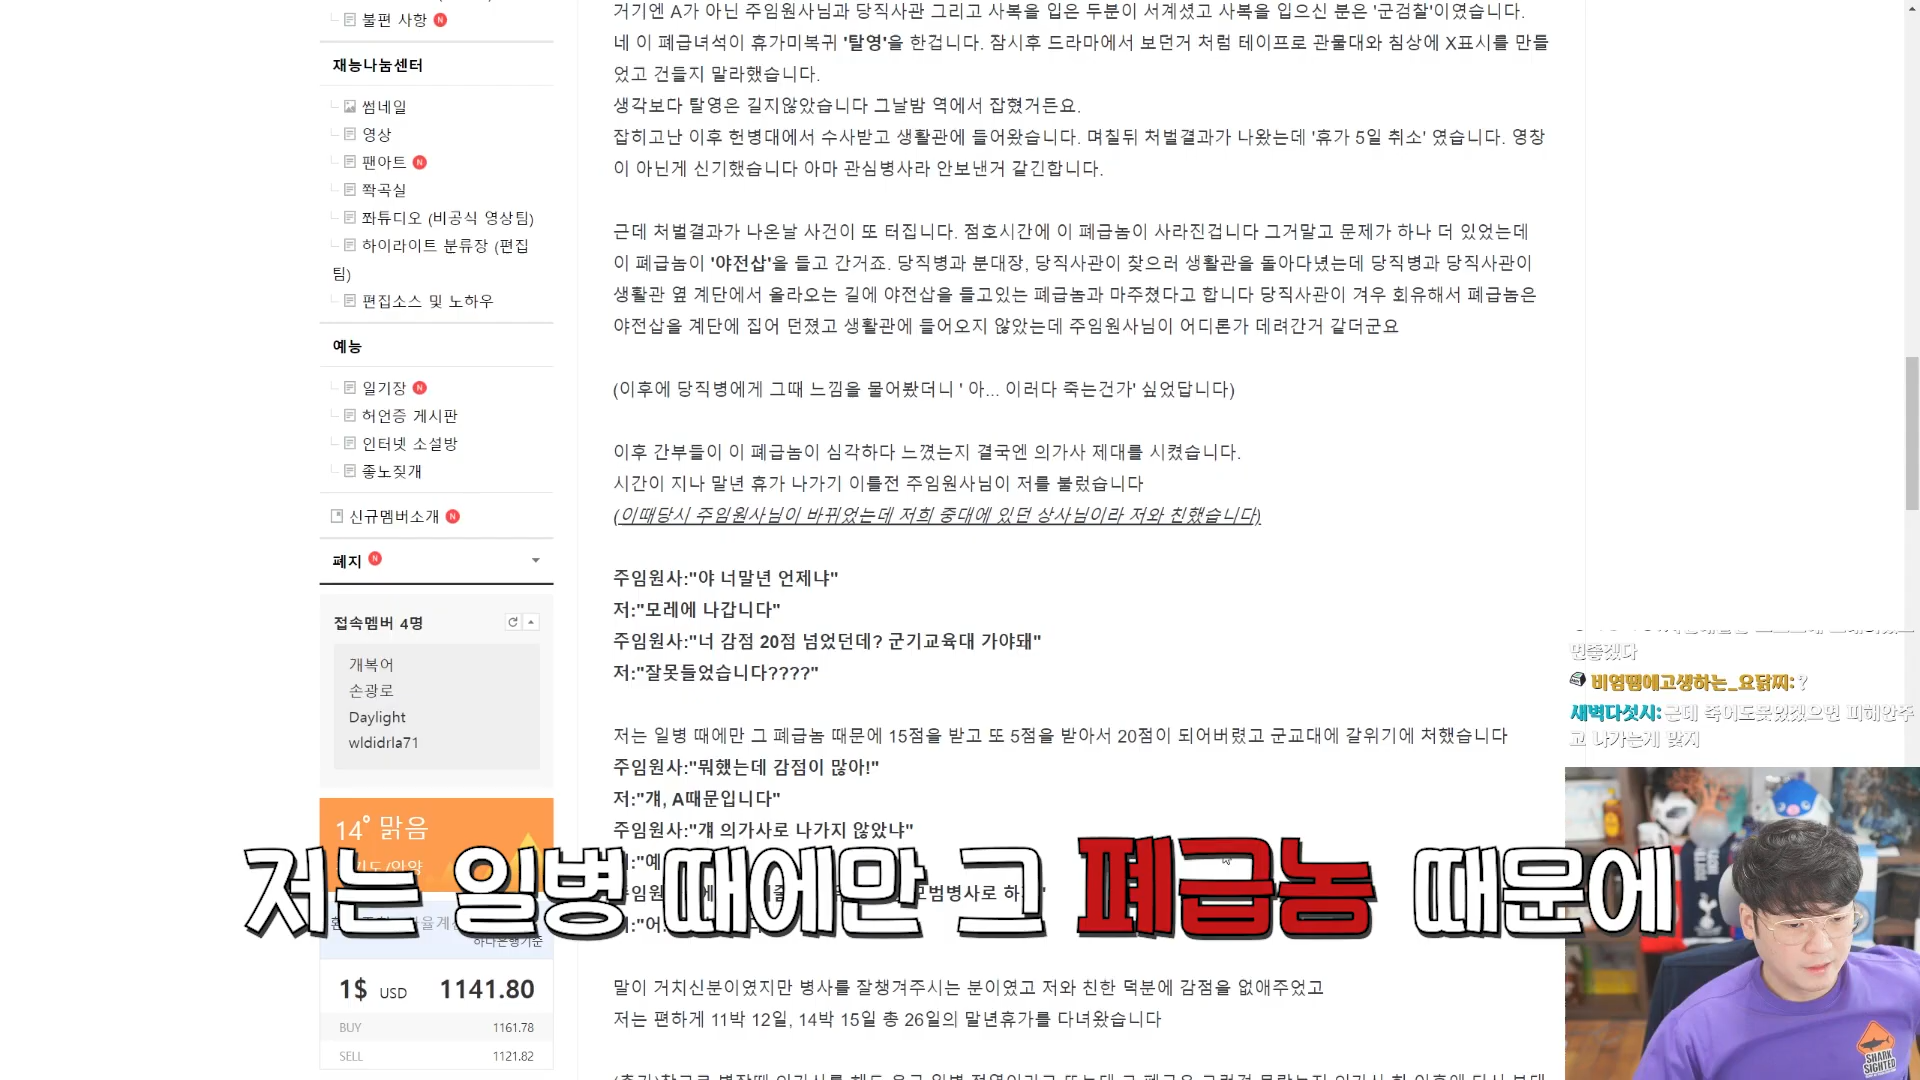 불편 사항 N
재능나눔센터
썸네일
영상
팬아트 N
쫙곡실
쫘튜디오 (비공식 영상팀)
하이라이트 분류장 (편집
팀)
편집소스 및 노하우
예능
일기장 N
허언증 게시판
인터넷 소설방
좋노짖개
신규멤버소개 N
폐지 N
접속멤버 4명
개복어
손광로
Daylight
wldidrla71
14° 맑음
하나은행기준
1$ USD 1141.80
BUY 1161.78
SELL 1121.82
거기엔 A가 아닌 주임원사님과 당직사관 그리고 사복을 입은 두분이 서계셨고 사복을 입으신 분은 '군검찰'이였습니다.
네 이 폐급녀석이 휴가미복귀 '탈영'을 한겁니다. 잠시후 드라마에서 보던거 처럼 테이프로 관물대와 침상에 X표시를 만들
었고 건들지 말라했습니다.
생각보다 탈영은 길지않았습니다 그날밤 역에서 잡혔거든요.
잡히고난 이후 헌병대에서 수사받고 생활관에 들어왔습니다. 며칠뒤 처벌결과가 나왔는데 '휴가 5일 취소' 였습니다. 영창
이 아닌게 신기했습니다 아마 관심병사라 안보낸거 같긴합니다.
근데 처벌결과가 나온날 사건이 또 터집니다. 점호시간에 이 폐급놈이 사라진겁니다 그거말고 문제가 하나 더 있었는데
이 폐급놈이 '야전삽'을 들고 간거죠. 당직병과 분대장, 당직사관이 찾으러 생활관을 돌아다녔는데 당직병과 당직사관이
생활관 옆 계단에서 올라오는 길에 야전삽을 들고있는 폐급놈과 마주쳤다고 합니다 당직사관이 겨우 회유해서 폐급놈은
야전삽을 계단에 집어 던졌고 생활관에 들어오지 않았는데 주임원사님이 어디론가 데려간거 같더군요
(이후에 당직병에게 그때 느낌을 물어봤더니 ' 아... 이러다 죽는건가' 싶었답니다)
이후 간부들이 이 폐급놈이 심각하다 느꼈는지 결국엔 의가사 제대를 시켰습니다.
시간이 지나 말년 휴가 나가기 이틀전 주임원사님이 저를 불렀습니다
(이때당시 주임원사님이 바뀌었는데 저희 중대에 있던 상사님이라 저와 친했습니다)
주임원사:"야 너말년 언제냐"
저:"모레에 나갑니다"
주임원사:"너 감점 20점 넘었던데? 군기교육대 가야돼"
저:"잘못들었습니다????"
저는 일병 때에만 그 폐급놈 때문에 15점을 받고 또 5점을 받아서 20점이 되어버렸고 군교대에 갈위기에 처했습니다
주임원사:"뭐했는데 감점이 많아!"
저:"걔, A때문입니다"
주임원사:"걔 의가사로 나가지 않았냐"
:"예
모범병사로 하
:"어
말이 거치신분이였지만 병사를 잘챙겨주시는 분이였고 저와 친한 덕분에 감점을 없애주었고
저는 편하게 11박 12일, 14박 15일 총 26일의 말년휴가를 다녀왔습니다
저는 일병 때에만 그 폐급농 때문에
면좋겠다
비염땜애고생하는_요닭찌: ?
새벽다섯시: 근데 죽어도못있겠으면 피해안주
고 나가는게 맞지
SHARK
SIGHTED